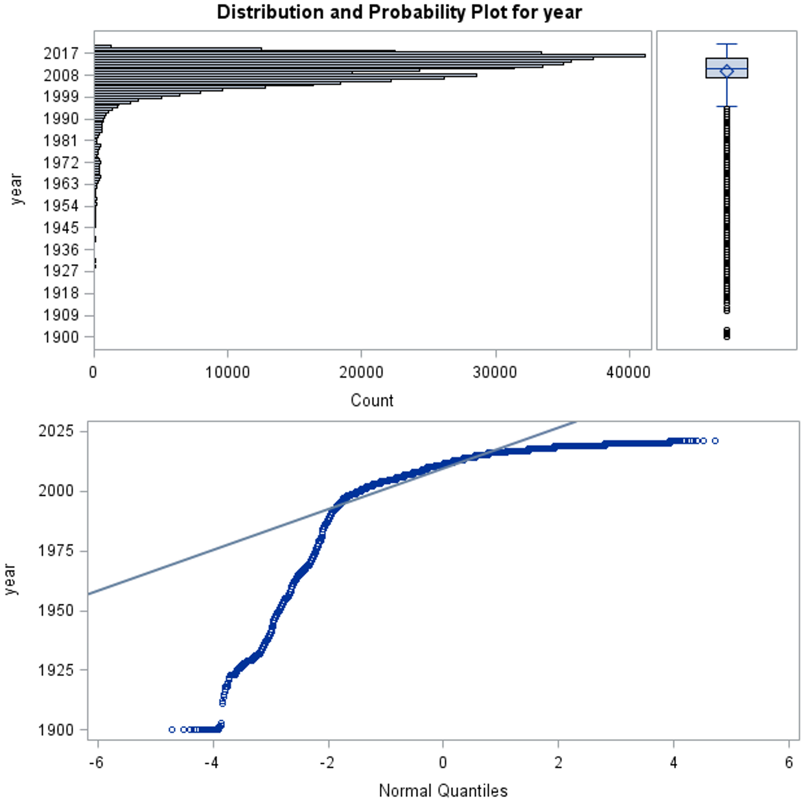 Distribution and Probability Plot for year
year
2017
2008
1999
1990
1981
1972
1963
1954
1945
1936
1927
1918
1909
1900
0 10000 20000 30000 40000
Count
year
2025
2000
1975
1950
1925
1900
-6 -4 -2 0 2 4 6
Normal Quantiles